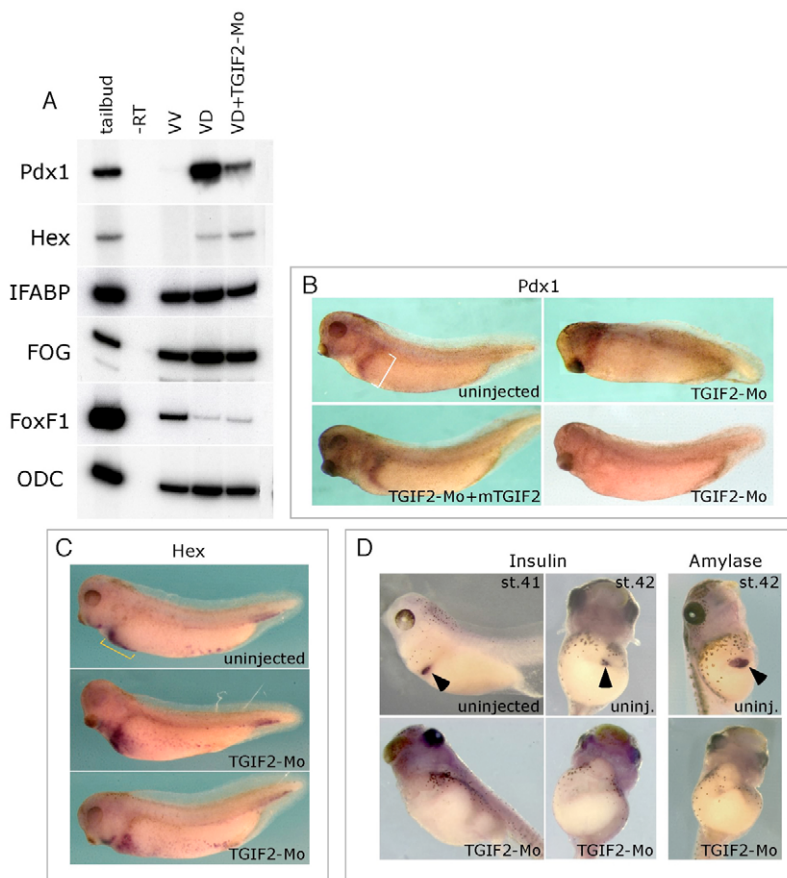 A
tailbud
-RT
VV
VD
VD+TGIF2-Mo
Pdx1
Hex
IFABP
FOG
FoxF1
ODC
B
Pdx1
uninjected
TGIF2-Mo
TGIF2-Mo+mTGIF2
TGIF2-Mo
C
Hex
uninjected
TGIF2-Mo
TGIF2-Mo
D
Insulin
Amylase
st.41
st.42
st.42
uninjected
uninj.
uninj.
TGIF2-Mo
TGIF2-Mo
TGIF2-Mo